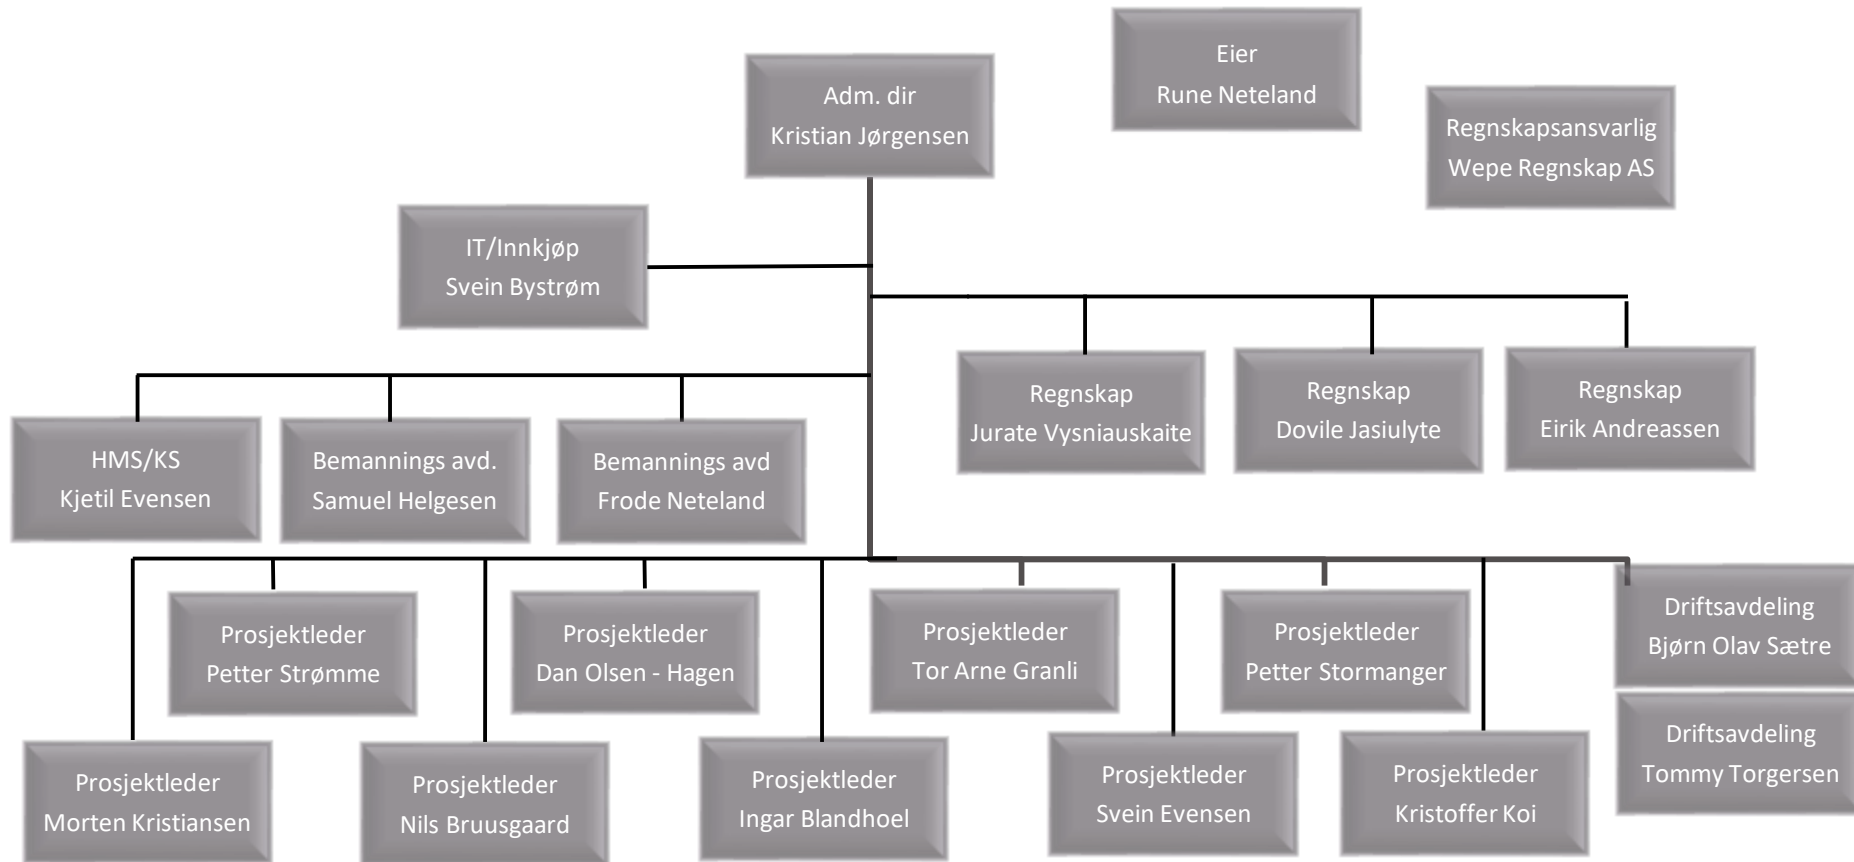 Eier
Rune Neteland
Adm. dir
Kristian Jørgensen
Regnskapsansvarlig
Wepe Regnskap AS
IT/Innkjøp
Svein Bystrøm
Regnskap
Jurate Vysniauskaite
Regnskap
Dovile Jasiulyte
Regnskap
Eirik Andreassen
HMS/KS
Kjetil Evensen
Bemannings avd.
Samuel Helgesen
Bemannings avd
Frode Neteland
Prosjektleder
Petter Strømme
Prosjektleder
Dan Olsen - Hagen
Prosjektleder
Tor Arne Granli
Prosjektleder
Petter Stormanger
Driftsavdeling
Bjørn Olav Sætre
Driftsavdeling
Tommy Torgersen
Prosjektleder
Morten Kristiansen
Prosjektleder
Nils Bruusgaard
Prosjektleder
Ingar Blandhoel
Prosjektleder
Svein Evensen
Prosjektleder
Kristoffer Koi